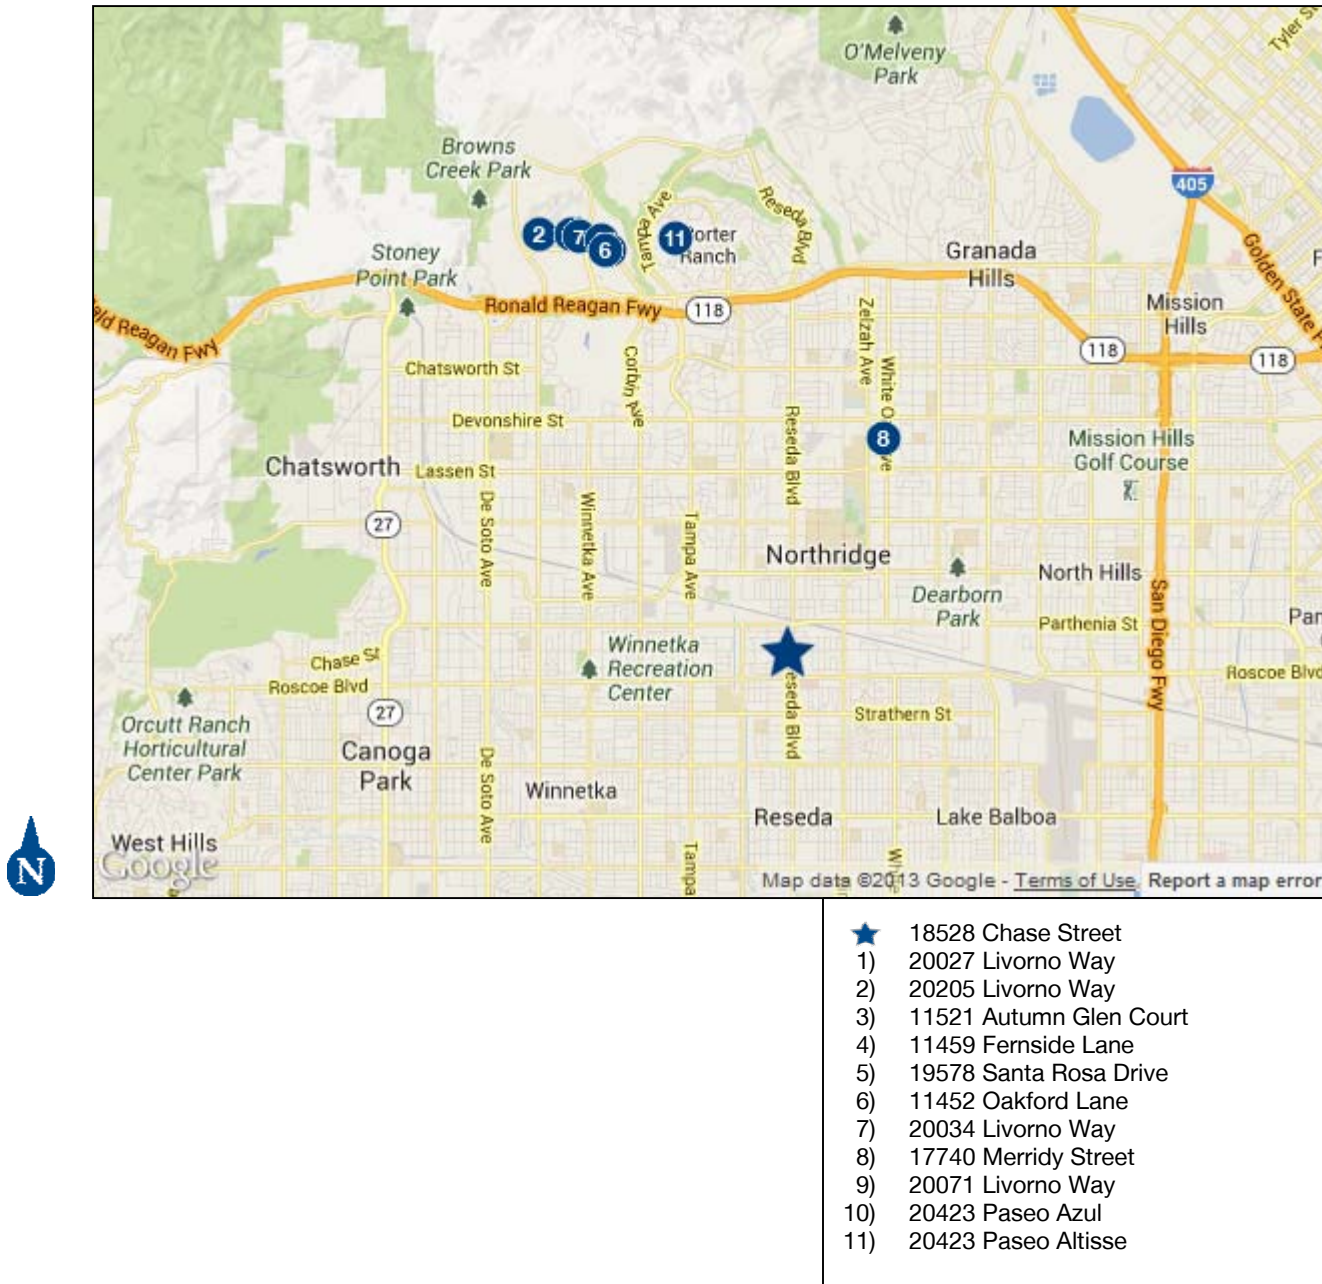 Tyler St
O'Melveny
Park
Browns
Creek Park
405
Reseda Blvd
Tampa Ave
2
7
6
11
Porter
Ranch
Granada
Hills
Stoney
Point Park
Golden State
Mission
Hills
Ronald Reagan Fwy
118
ald Reagan Fwy
Zelzah Ave
118
118
Corbin Ave
Chatsworth St
White O
ve
Devonshire St
Reseda Blvd
8
Mission Hills
Golf Course
Chatsworth
Lassen St
De Soto Ave
Winnetka Ave
Tampa Ave
27
Northridge
North Hills
Dearborn
Park
San Diego Fwy
Parthenia St
Par
Winnetka
Recreation
Center
Chase St
Roscoe Blvd
eseda Blvd
Roscoe Blvd
27
Strathern St
Orcutt Ranch
Horticultural
Center Park
Canoga
Park
De Soto Ave
Winnetka
Reseda
Lake Balboa
West Hills
Tampa
Google
N
Map data ©2013 Google - Terms of Use Report a map error
18528 Chase Street
1) 20027 Livorno Way
2) 20205 Livorno Way
3) 11521 Autumn Glen Court
4) 11459 Fernside Lane
5) 19578 Santa Rosa Drive
6) 11452 Oakford Lane
7) 20034 Livorno Way
8) 17740 Merridy Street
9) 20071 Livorno Way
10) 20423 Paseo Azul
11) 20423 Paseo Altisse